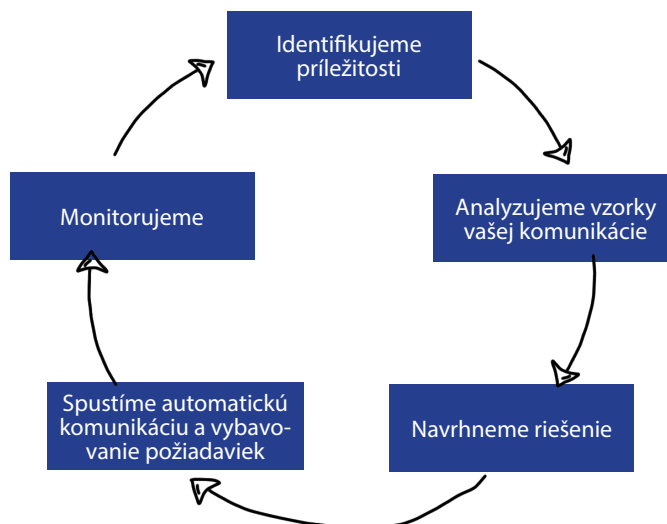 Identifikujeme
príležitosti
Analyzujeme vzorky
vašej komunikácie
Navrhneme riešenie
Spustíme automatickú
komunikáciu a vybavo-
vanie požiadaviek
Monitorujeme